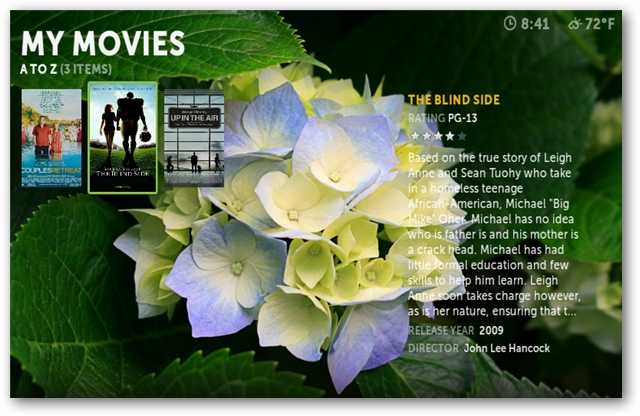 MY MOVIES
A TO Z (3 ITEMS)
8:41
72°F
COUPLES RETREAT
THE BLIND SIDE
UP IN THE AIR
THE BLIND SIDE
RATING PG-13
Based on the true story of Leigh
Anne and Sean Tuohy who take
in a homeless teenage
African-American, Michael "Big
Mike" Oher. Michael has no idea
who is father is and his mother is
a crack head. Michael has had
little formal education and few
skills to help him learn. Leigh
Anne soon takes charge however,
as is her nature, ensuring that t...
RELEASE YEAR 2009
DIRECTOR John Lee Hancock